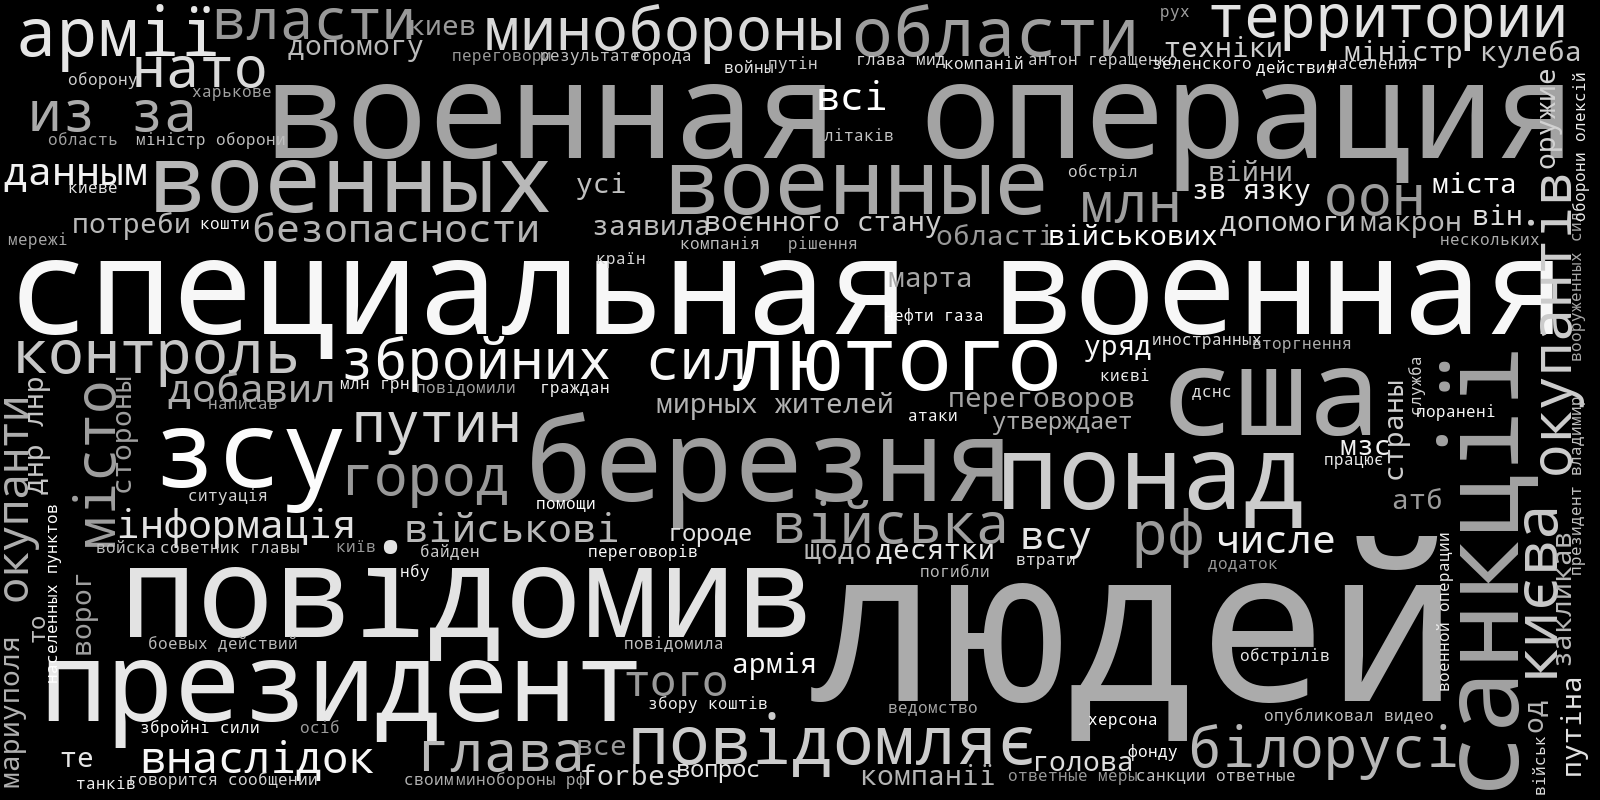 армії
власти
киев
допомогу
минобороны
области
рух
территории
переговори
результате
города
войны
путін
глава мид
компаній
антон геращенко
техніки
зеленского
действия
населения
міністр кулеба
оборону
нато
харькове
из за
область
міністр оборони
военная операция
всі
літаків
оружие
оборони олексій
данным
киеве
военных
усі
военные
обстріл
війни
млн
зв язку
оон
міста
потреби
кошти
безопасности
заявила
воєнного стану
області
військових
допомоги
макрон
він
мережі
компанія
рішення
нескольких
країн
специальная военная
марта
нефти газа
вооруженных сил
контроль
збройних сил
лютого
уряд
иностранных
вторгнення
києві
добавил
млн грн
повідомили
граждан
написав
мирных жителей
атаки
переговоров
утверждает
сша
дснс
служба
поранені
страны
мзс
працює
атб
окупанти
днр лнр
місто
стороны
зсу
путин
город
березня
понад
санкції
окупантів
президент владимир
ситуація
помощи
інформація
військові
городе
війська
щодо
десятки
всу
рф
числе
войска
советник главы
київ
байден
переговорів
втрати
нбу
погибли
додаток
населенных пунктов
ворог
то
повідомив
людей
военной операции
києва
закликав
боевых действий
повідомила
обстрілів
президент
того
армія
збору коштів
ведомство
херсона
опубликовал видео
мариуполя
збройні сили
осіб
те
внаслідок
глава
все
повідомляє
голова
фонду
білорусі
од
військ
путіна
танків
говорится сообщении
своим
минобороны рф
forbes
вопрос
компанії
ответные меры
санкции ответные